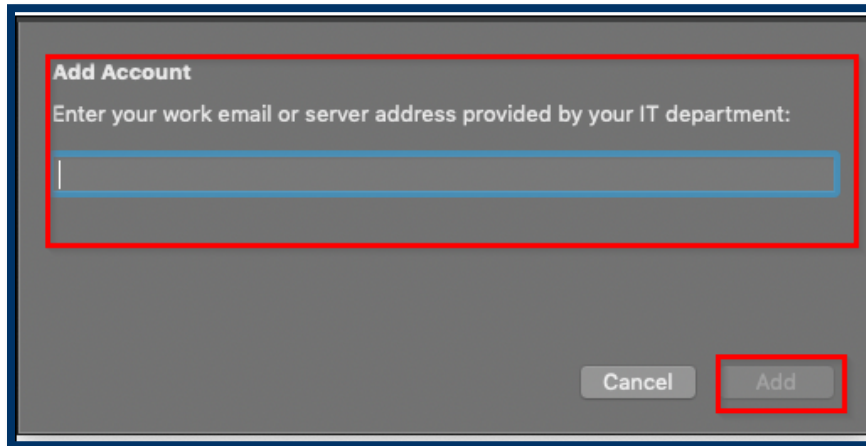 Add Account
Enter your work email or server address provided by your IT department:
Cancel Add